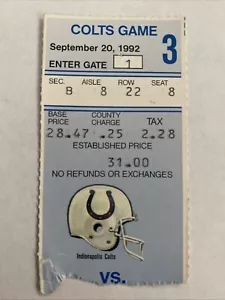 COLTS GAME
September 20, 1992
3
ENTER GATE 1
SEC. AISLE ROW SEAT
B 8 22 8
BASE PRICE COUNTY CHARGE TAX
28.47 .25 2.28
ESTABLISHED PRICE
31.00
NO REFUNDS OR EXCHANGES
Indianapolis Colts
VS.